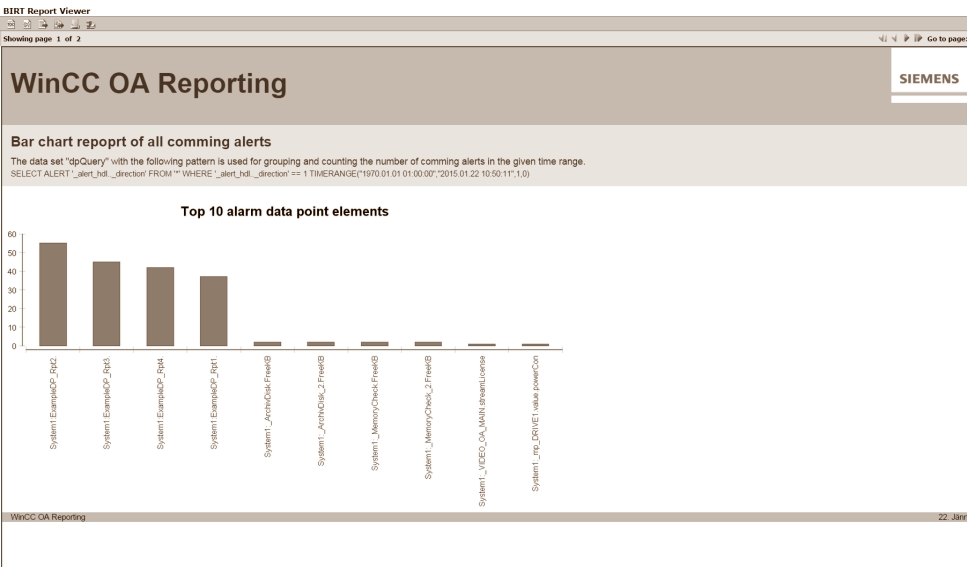 BIRT Report Viewer
Showing page 1 of 2
Go to page:
WinCC OA Reporting
SIEMENS
Bar chart repoprt of all comming alerts
The data set "dpQuery" with the following pattern is used for grouping and counting the number of comming alerts in the given time range.
SELECT ALERT '_alert_hdl.._direction' FROM '*' WHERE '_alert_hdl.._direction' == 1 TIMERANGE("1970.01.01 01:00:00","2015.01.22 10:50:11",1,0)
Top 10 alarm data point elements
60
50
40
30
20
10
0
System1:ExampleDP_Rpt2.
System1:ExampleDP_Rpt3.
System1:ExampleDP_Rpt4.
System1:ExampleDP_Rpt1.
System1:_ArchivDisk.FreeKB
System1:_ArchivDisk_2.FreeKB
System1:_MemoryCheck.FreeKB
System1:_MemoryCheck_2.FreeKB
System1:_VIDEO_OA_MAIN.streamLicense
System1:_mp_DRIVE1.value.powerCon
WinCC OA Reporting
22. Jänn